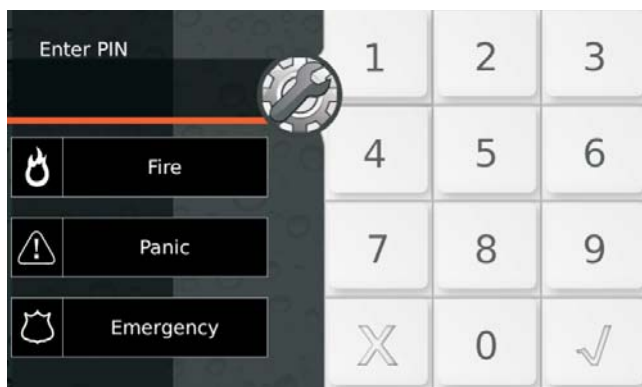 Enter PIN
1 2 3
Fire
4 5 6
Panic
7 8 9
Emergency
X 0 √